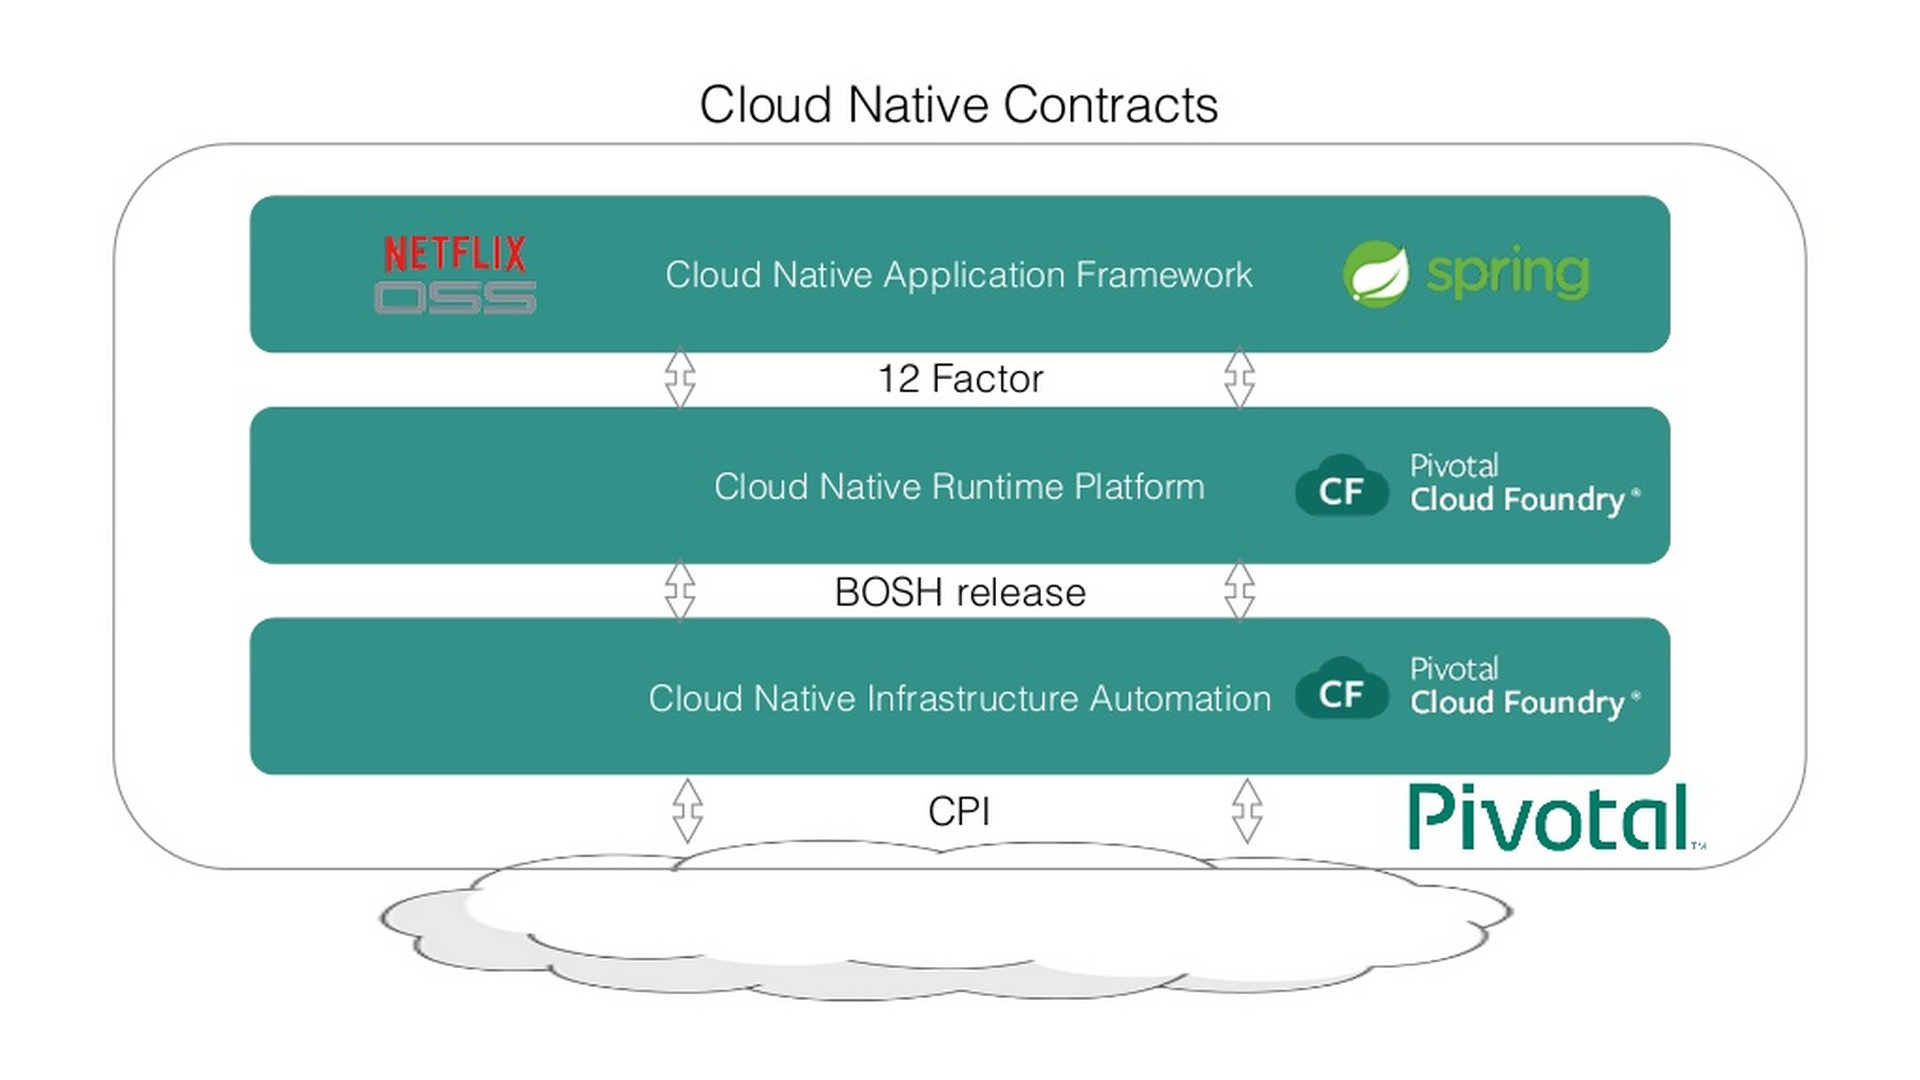 Cloud Native Contracts
NETFLIX
OSS
Cloud Native Application Framework
spring
12 Factor
Cloud Native Runtime Platform
CF
Pivotal
Cloud Foundry®
BOSH release
Cloud Native Infrastructure Automation
CF
Pivotal
Cloud Foundry®
CPI
Pivotal™